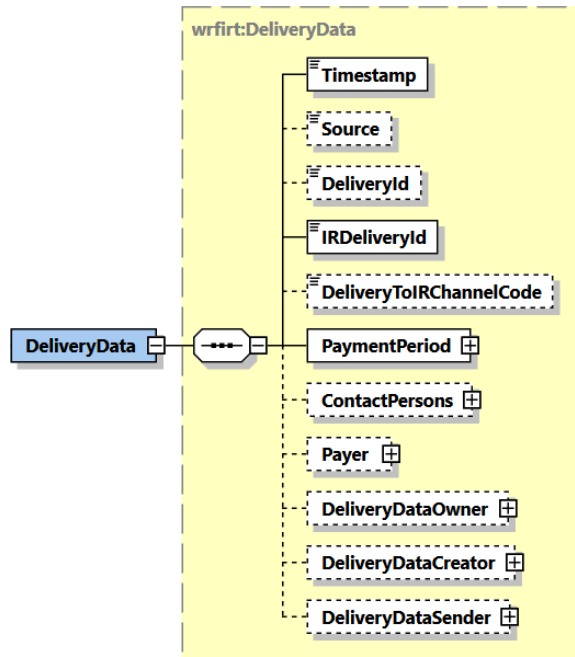 wrfirt:DeliveryData
Timestamp
Source
DeliveryId
IRDeliveryId
DeliveryToIRChannelCode
DeliveryData
PaymentPeriod
ContactPersons
Payer
DeliveryDataOwner
DeliveryDataCreator
DeliveryDataSender